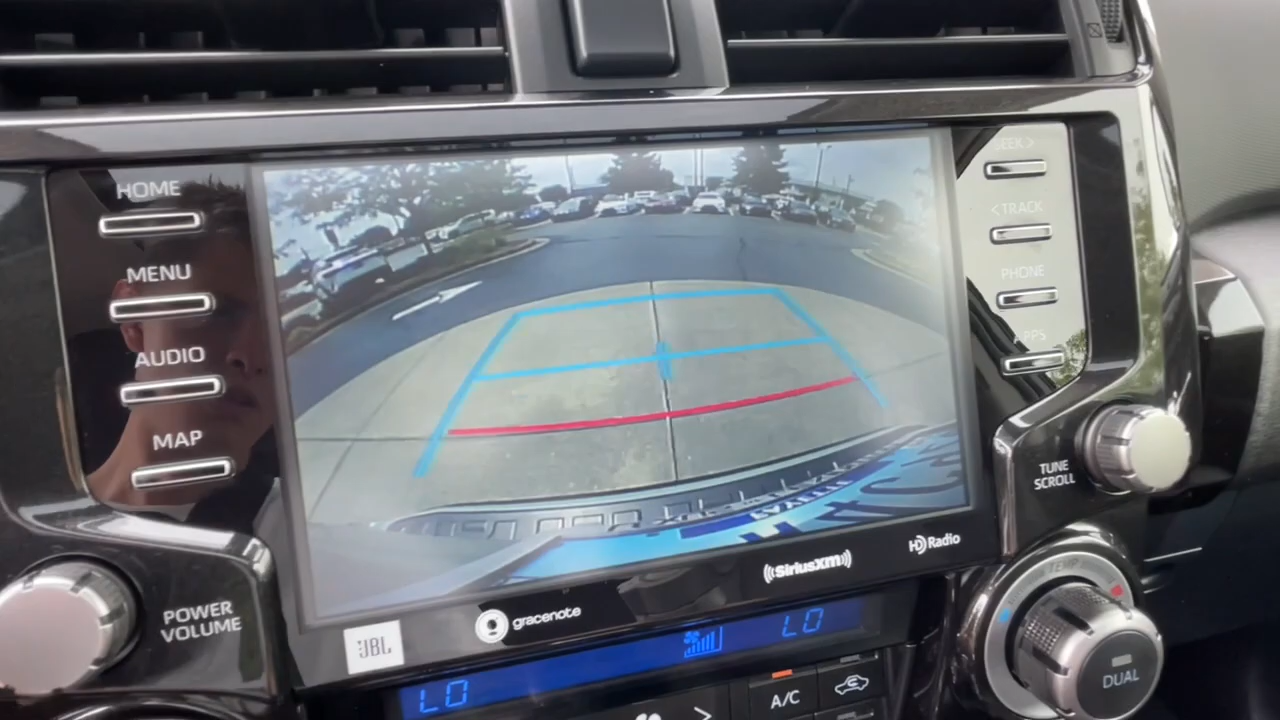 HOME
MENU
AUDIO
MAP
POWER
VOLUME
SEEK >
< TRACK
PHONE
TUNE
SCROLL
JBL
gracenote
((SiriusXM))
HD Radio
LO
LO
A/C
>
TEMP
DUAL